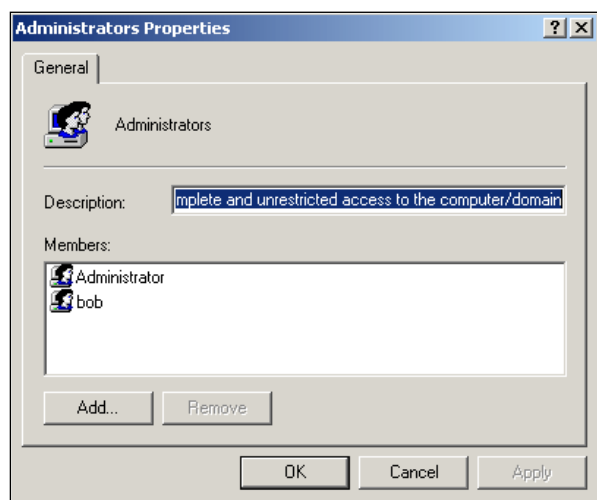 Administrators Properties
General
Administrators
Description: mplete and unrestricted access to the computer/domain
Members:
Administrator
bob
Add... Remove
OK Cancel Apply